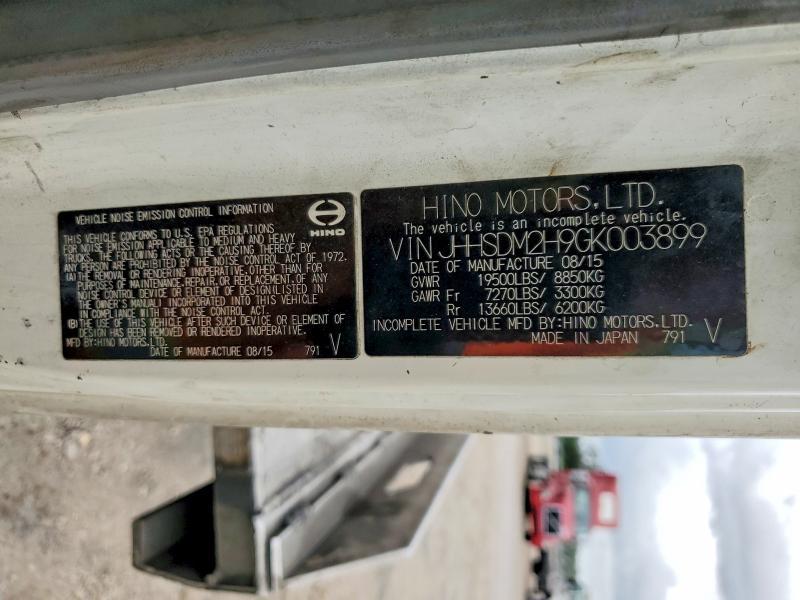 VEHICLE NOISE EMISSION CONTROL INFORMATION
THIS VEHICLE CONFORMS TO U.S. EPA REGULATIONS
FOR NOISE EMISSION APPLICABLE TO MEDIUM AND HEAVY
TRUCKS. THE FOLLOWING ACTS OR THE CAUSING THEREOF BY
ANY PERSON ARE PROHIBITED BY THE NOISE CONTROL ACT OF 1972.
(A) THE REMOVAL OR RENDERING INOPERATIVE, OTHER THAN FOR
PURPOSES OF MAINTENANCE, REPAIR, OR REPLACEMENT, OF ANY
NOISE CONTROL DEVICE OR ELEMENT OF DESIGN (LISTED IN
THE OWNER'S MANUAL) INCORPORATED INTO THIS VEHICLE
IN COMPLIANCE WITH THE NOISE CONTROL ACT.
(B) THE USE OF THIS VEHICLE AFTER SUCH DEVICE OR ELEMENT OF
DESIGN HAS BEEN REMOVED OR RENDERED INOPERATIVE.
MFD BY:HINO MOTORS,LTD.
DATE OF MANUFACTURE 08/15 791 V
HINO
HINO MOTORS,LTD.
The vehicle is an incomplete vehicle.
VIN JHHSDM2H9GK003899
DATE OF MANUFACTURE 08/15
GVWR 19500LBS/ 8850KG
GAWR Fr 7270LBS/ 3300KG
Rr 13660LBS/ 6200KG
INCOMPLETE VEHICLE MFD BY:HINO MOTORS,LTD.
MADE IN JAPAN 791 V